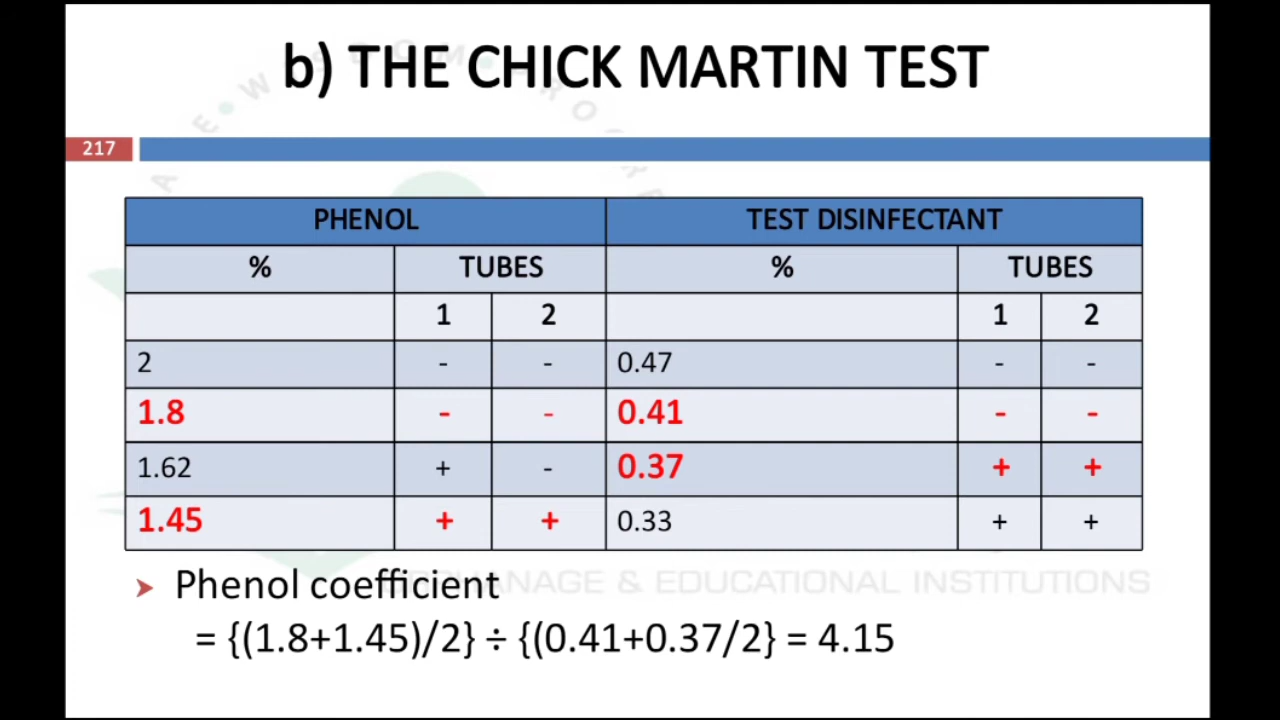 b) THE CHICK MARTIN TEST
217
PHENOL TEST DISINFECTANT
% TUBES % TUBES
1 2 1 2
2 - - 0.47 - -
1.8 - - 0.41 - -
1.62 + - 0.37 + +
1.45 + + 0.33 + +
Phenol coefficient
= {(1.8+1.45)/2} ÷ {(0.41+0.37/2} = 4.15
& EDUCATIONAL INSTITUTIONS